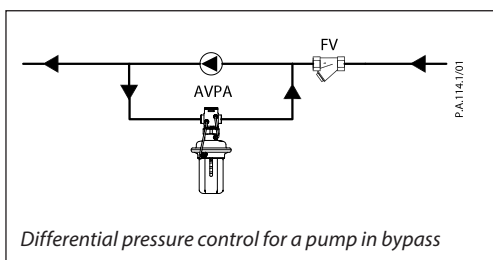 FV
AVPA
P.A.114.1/01
Differential pressure control for a pump in bypass